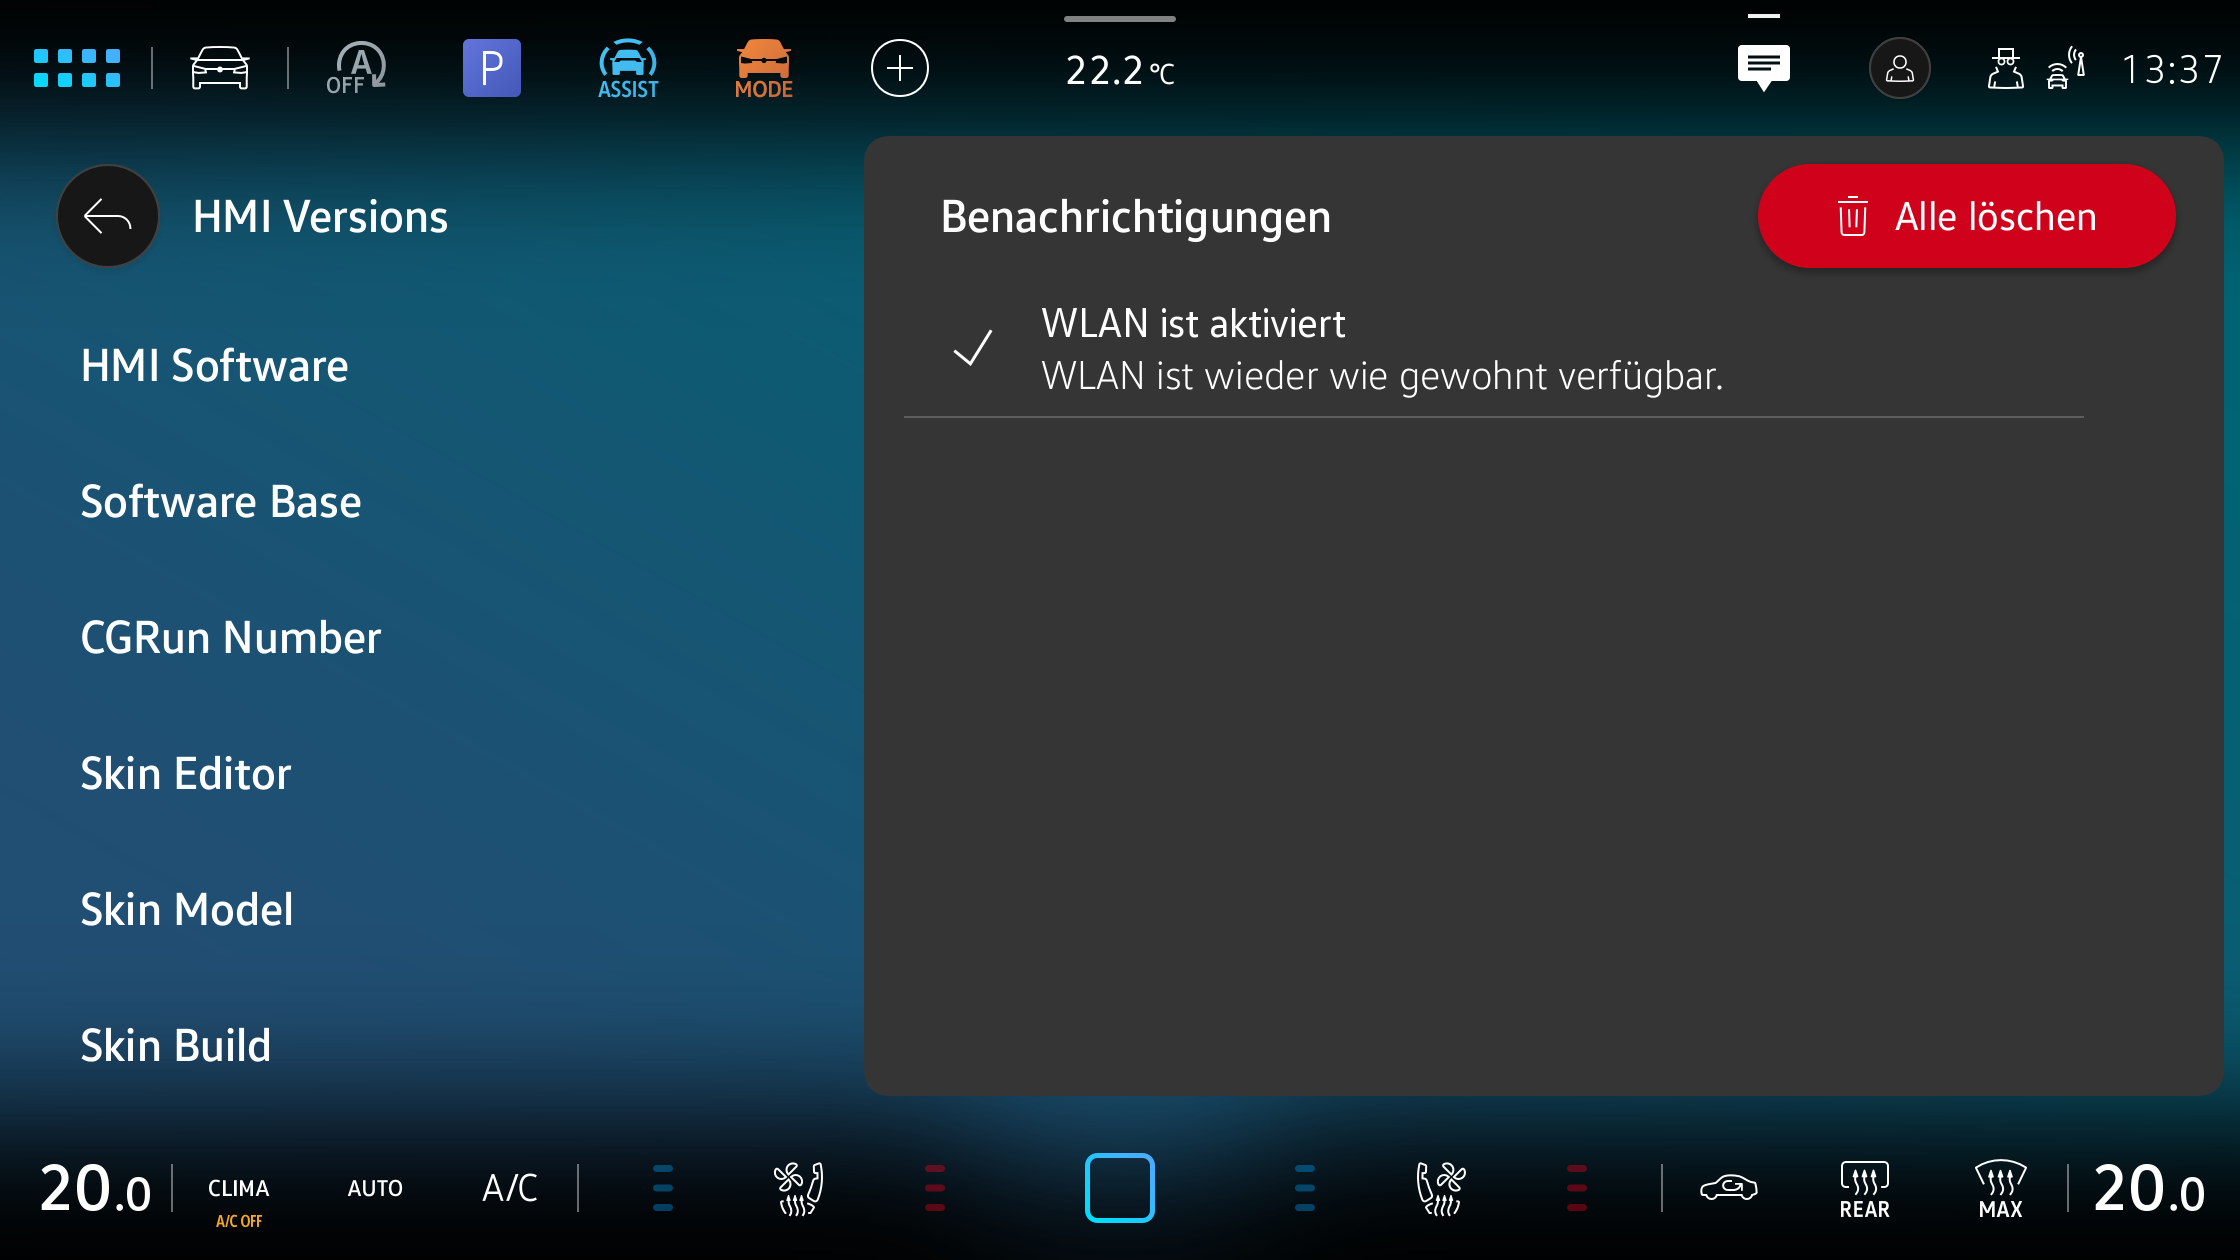 A
OFF
P
ASSIST
MODE
22.2 °C
13:37
HMI Versions
HMI Software
Software Base
CGRun Number
Skin Editor
Skin Model
Skin Build
Benachrichtigungen
Alle löschen
WLAN ist aktiviert
WLAN ist wieder wie gewohnt verfügbar.
20.0
CLIMA
A/C OFF
AUTO
A/C
REAR
MAX
20.0